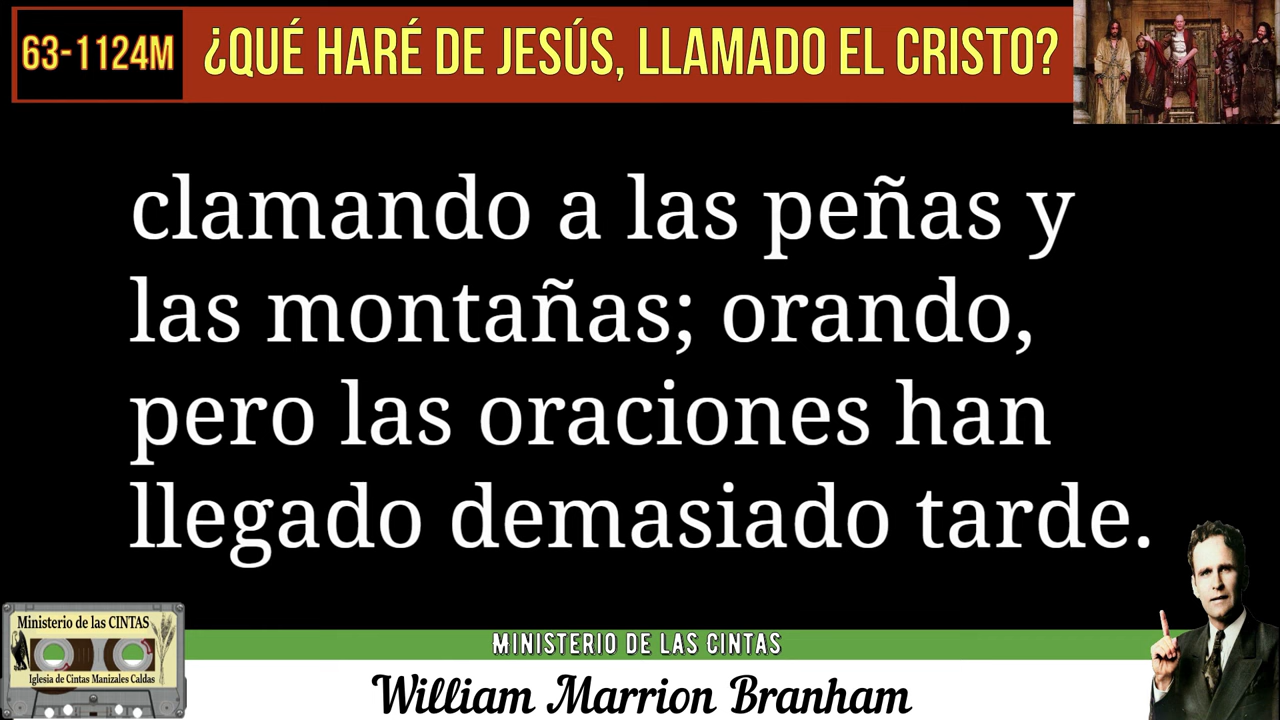 63-1124M
¿QUÉ HARÉ DE JESÚS, LLAMADO EL CRISTO?
clamando a las peñas y
las montañas; orando,
pero las oraciones han
llegado demasiado tarde.
Ministerio de las CINTAS
Iglesia de Cintas Manizales Caldas
MINISTERIO DE LAS CINTAS
William Marrion Branham